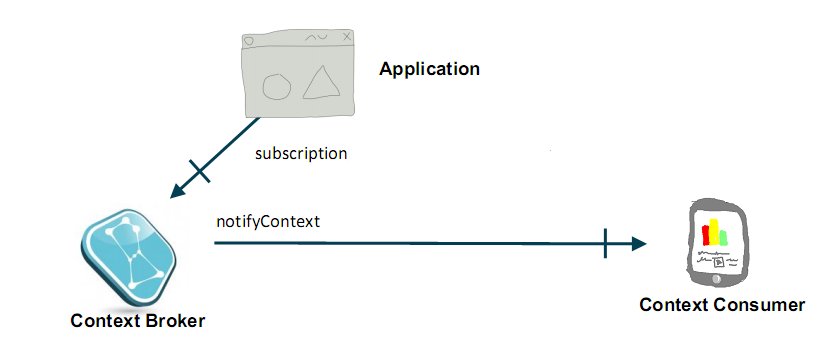 Application
subscription
notifyContext
Context Broker
Context Consumer